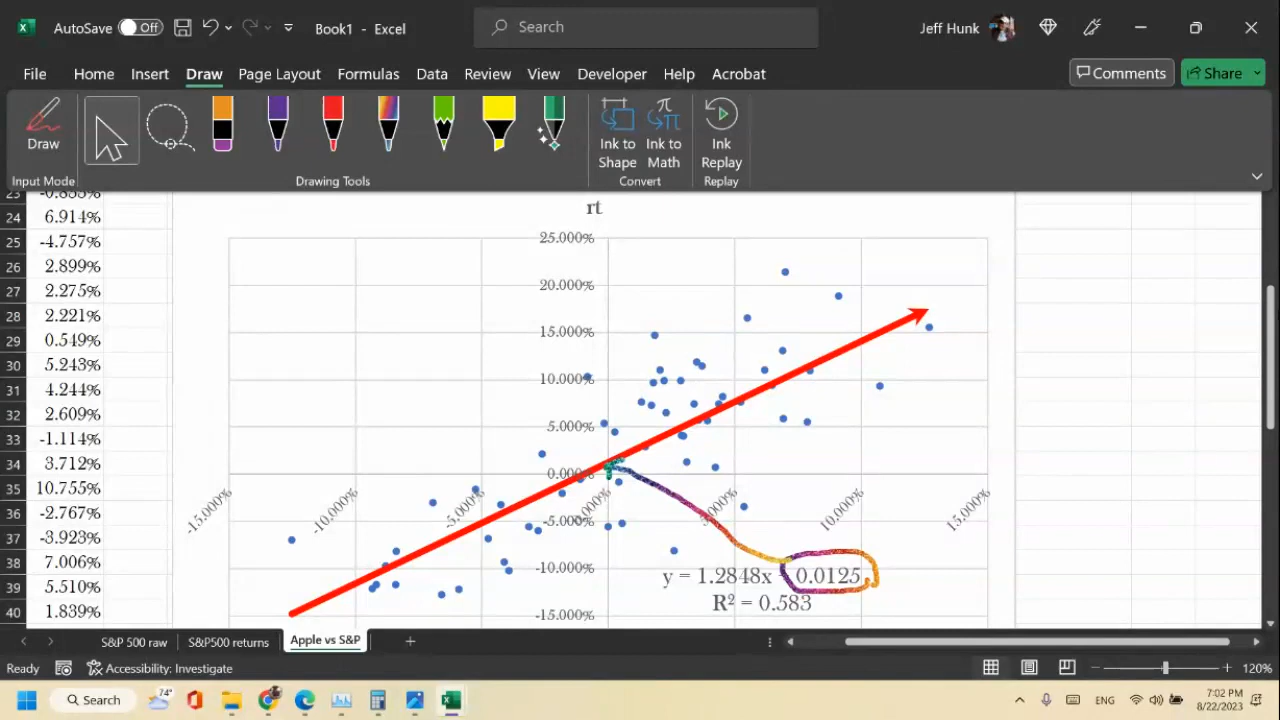 AutoSave Off Book1 - Excel Search Jeff Hunk
File Home Insert Draw Page Layout Formulas Data Review View Developer Help Acrobat Comments Share
Draw
Ink to Shape
Ink to Math
Ink Replay
Input Mode Drawing Tools Convert Replay
23 -0.855%
24 6.914%
25 -4.757%
26 2.899%
27 2.275%
28 2.221%
29 0.549%
30 5.243%
31 4.244%
32 2.609%
33 -1.114%
34 3.712%
35 10.755%
36 -2.767%
37 -3.923%
38 7.006%
39 5.510%
40 1.839%
rt
25.000%
20.000%
15.000%
10.000%
5.000%
0.000%
-5.000%
-10.000%
-15.000%
-15.000% -10.000% -5.000% 0.000% 5.000% 10.000% 15.000%
y = 1.2848x + 0.0125
R² = 0.583
S&P 500 raw S&P500 returns Apple vs S&P
Ready Accessibility: Investigate 120%
74°
Search ENG 7:02 PM
8/22/2023